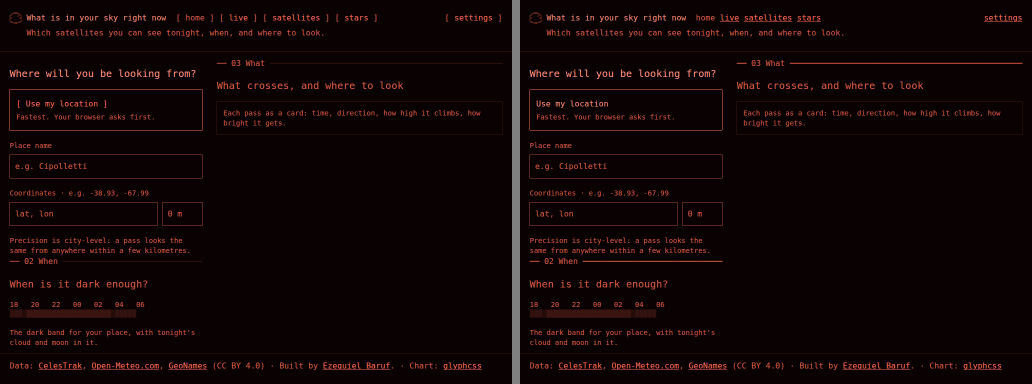 What is in your sky right now [ home ] [ live ] [ satellites ] [ stars ] [ settings ]
Which satellites you can see tonight, when, and where to look.
Where will you be looking from?
[ Use my location ]
Fastest. Your browser asks first.
Place name
e.g. Cipolletti
Coordinates · e.g. -38.93, -67.99
lat, lon 0 m
Precision is city-level: a pass looks the
same from anywhere within a few kilometres.
02 When
When is it dark enough?
18 20 22 00 02 04 06
The dark band for your place, with tonight's
cloud and moon in it.
03 What
What crosses, and where to look
Each pass as a card: time, direction, how high it climbs, how
bright it gets.
Data: CelesTrak, Open-Meteo.com, GeoNames (CC BY 4.0) · Built by Ezequiel Baruf. · Chart: glyphcss
What is in your sky right now home live satellites stars settings
Which satellites you can see tonight, when, and where to look.
Where will you be looking from?
Use my location
Fastest. Your browser asks first.
Place name
e.g. Cipolletti
Coordinates · e.g. -38.93, -67.99
lat, lon 0 m
Precision is city-level: a pass looks the
same from anywhere within a few kilometres.
02 When
When is it dark enough?
18 20 22 00 02 04 06
The dark band for your place, with tonight's
cloud and moon in it.
03 What
What crosses, and where to look
Each pass as a card: time, direction, how high it climbs, how
bright it gets.
Data: CelesTrak, Open-Meteo.com, GeoNames (CC BY 4.0) · Built by Ezequiel Baruf. · Chart: glyphcss